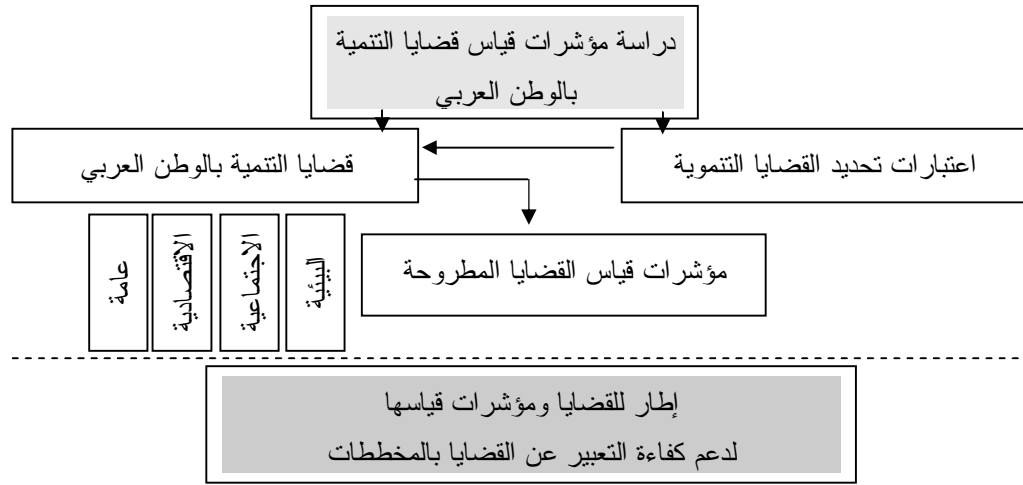 دراسة مؤشرات قياس قضايا التنمية
بالوطن العربي
اعتبارات تحديد القضايا التنموية
قضايا التنمية بالوطن العربي
البيئية
الاجتماعية
الاقتصادية
عامة
مؤشرات قياس القضايا المطروحة
إطار للقضايا ومؤشرات قياسها
لدعم كفاءة التعبير عن القضايا بالمخططات